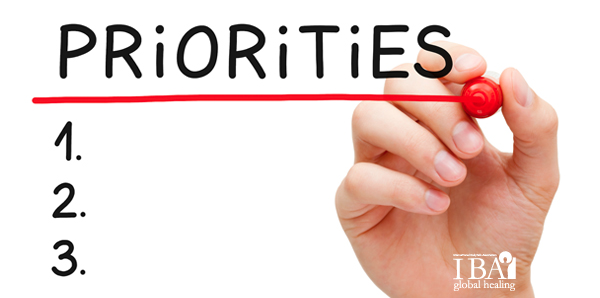 PRiORiTiES
1.
2.
3.
IBA
global healing